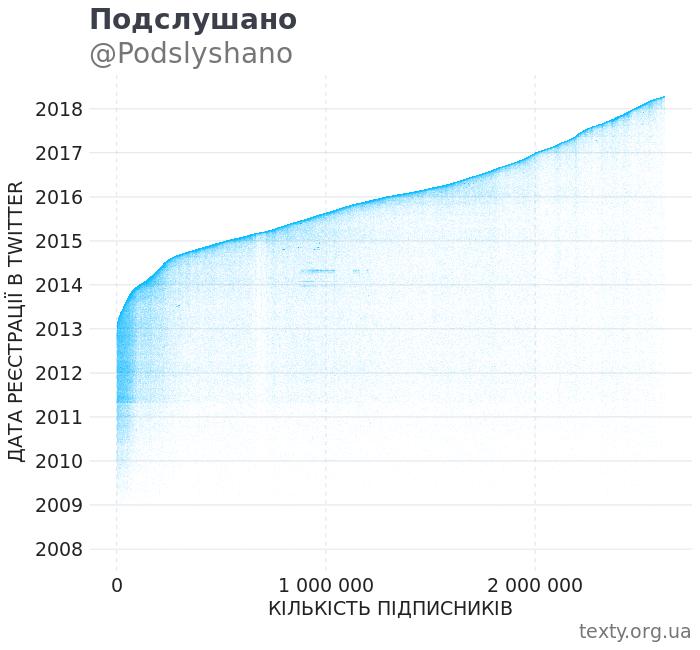 Подслушано
@Podslyshano
2018
2017
2016
2015
2014
2013
2012
2011
2010
2009
2008
ДАТА РЕЄСТРАЦІЇ В TWITTER
0 1 000 000 2 000 000
КІЛЬКІСТЬ ПІДПИСНИКІВ
texty.org.ua